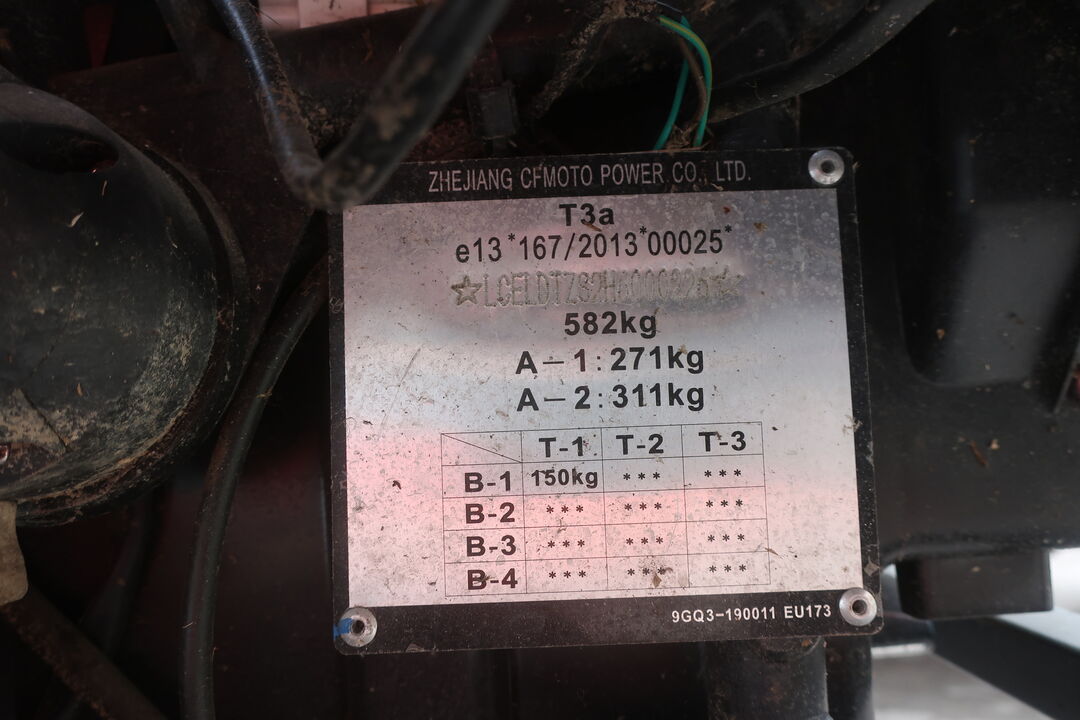 ZHEJIANG CFMOTO POWER CO., LTD.
T3a
e13*167/2013*00025*
582kg
A-1:271kg
A-2:311kg
T-1 T-2 T-3
B-1 150kg *** ***
B-2 *** *** ***
B-3 *** *** ***
B-4 *** *** ***
9GQ3-190011 EU173